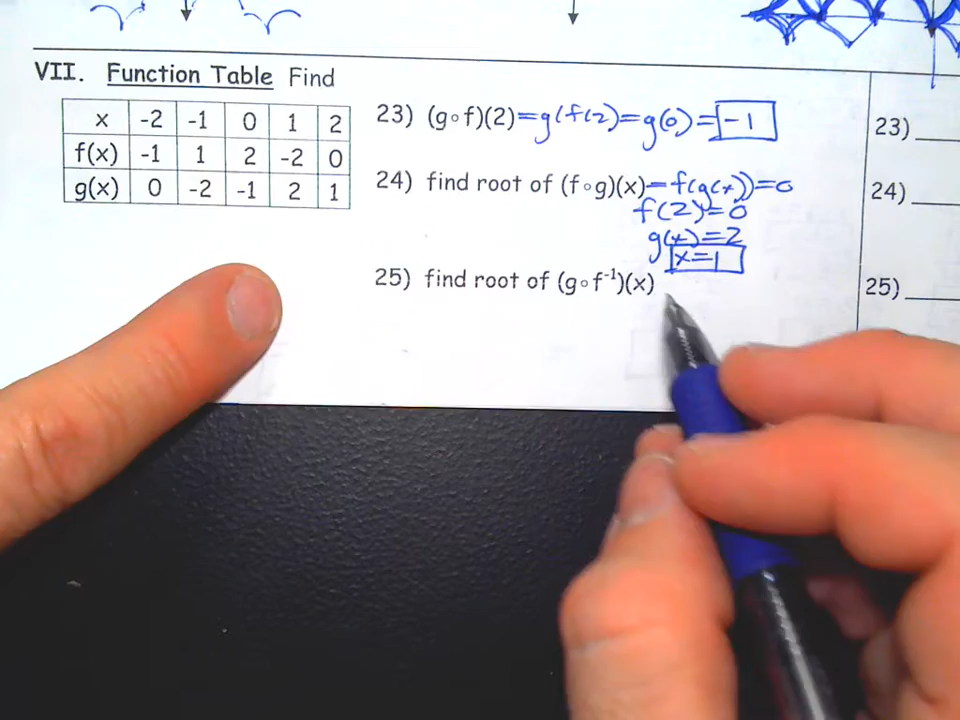 VII. Function Table Find
x -2 -1 0 1 2
f(x) -1 1 2 -2 0
g(x) 0 -2 -1 2 1
23) (g∘f)(2)=g(f(2))=g(0)=-1
24) find root of (f∘g)(x)=f(g(x))=0
f(2)=0
g(x)=2
x=1
25) find root of (g∘f⁻¹)(x)
23)
24)
25)